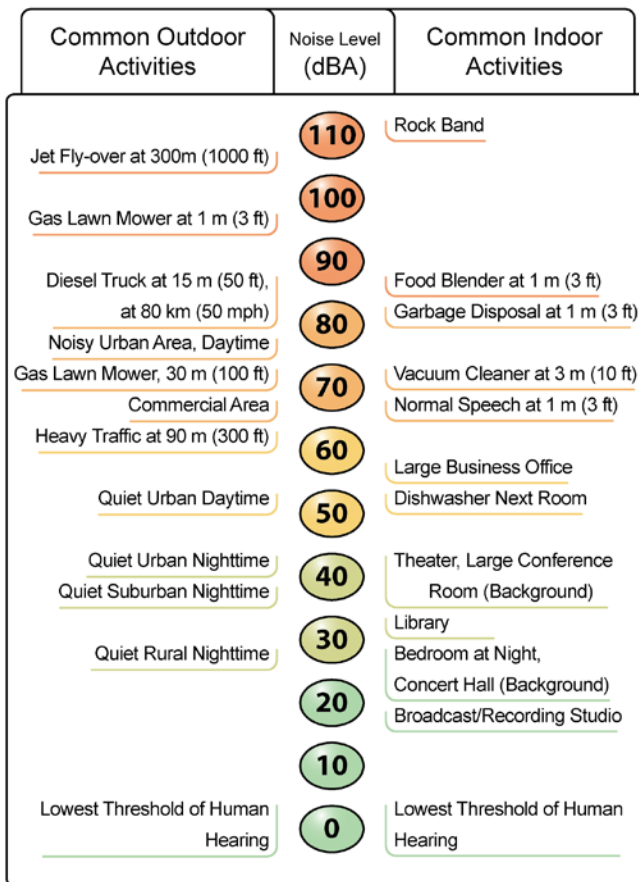 Common Outdoor
Activities
Noise Level
(dBA)
Common Indoor
Activities
110
Rock Band
Jet Fly-over at 300m (1000 ft)
100
Gas Lawn Mower at 1 m (3 ft)
90
Diesel Truck at 15 m (50 ft),
at 80 km (50 mph)
Food Blender at 1 m (3 ft)
80
Garbage Disposal at 1 m (3 ft)
Noisy Urban Area, Daytime
Gas Lawn Mower, 30 m (100 ft)
70
Vacuum Cleaner at 3 m (10 ft)
Commercial Area
Normal Speech at 1 m (3 ft)
Heavy Traffic at 90 m (300 ft)
60
Large Business Office
Quiet Urban Daytime
50
Dishwasher Next Room
Quiet Urban Nighttime
Quiet Suburban Nighttime
40
Theater, Large Conference
Room (Background)
30
Library
Quiet Rural Nighttime
Bedroom at Night,
Concert Hall (Background)
20
Broadcast/Recording Studio
10
Lowest Threshold of Human
Hearing
0
Lowest Threshold of Human
Hearing